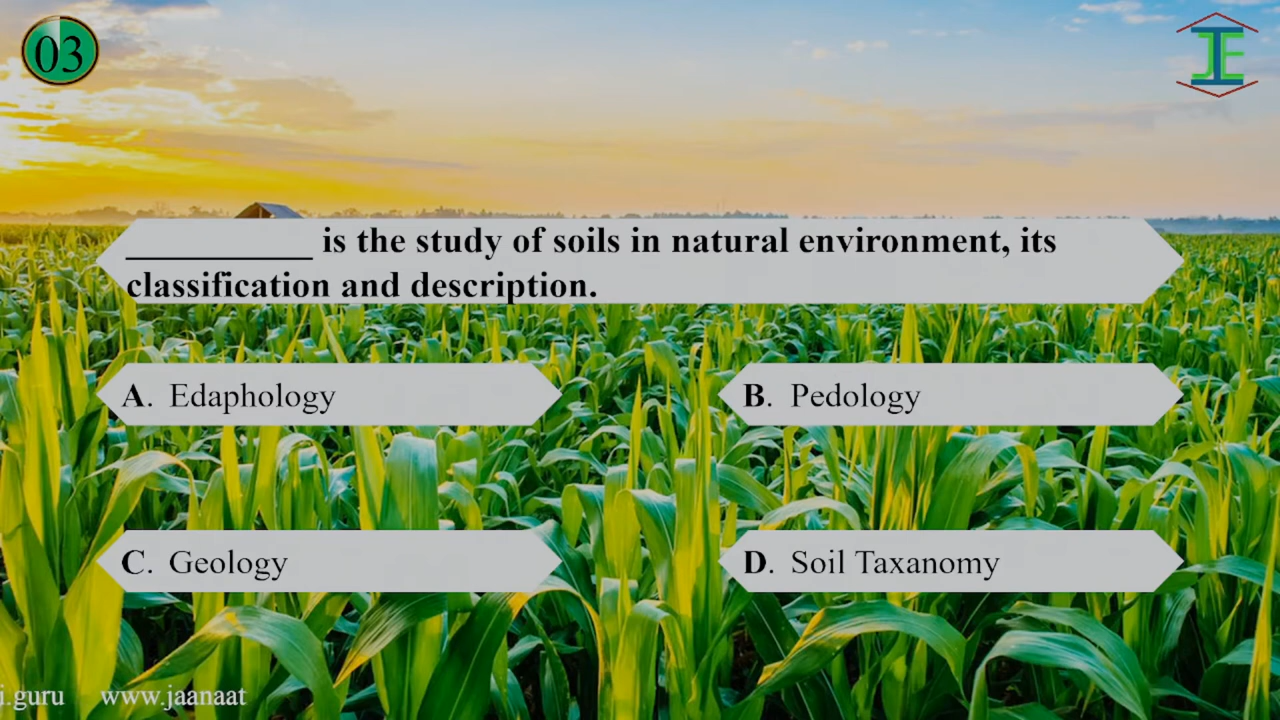 03
JE
__________ is the study of soils in natural environment, its
classification and description.
A. Edaphology
B. Pedology
C. Geology
D. Soil Taxanomy
i.guru www.jaanaat